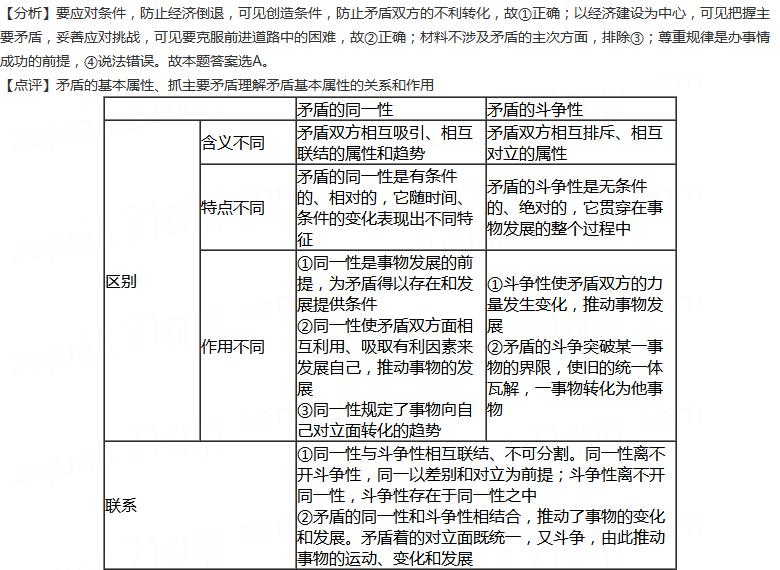 【分析】要应对条件，防止经济倒退，可见创造条件，防止矛盾双方的不利转化，故①正确；以经济建设为中心，可见把握主
要矛盾，妥善应对挑战，可见要克服前进道路中的困难，故②正确；材料不涉及矛盾的主次方面，排除③；尊重规律是办事情
成功的前提，④说法错误。故本题答案选A。
【点评】矛盾的基本属性、抓主要矛盾理解矛盾基本属性的关系和作用
矛盾的同一性
矛盾的斗争性
区别
含义不同
矛盾双方相互吸引、相互
联结的属性和趋势
矛盾双方相互排斥、相互
对立的属性
特点不同
矛盾的同一性是有条件
的、相对的，它随时间、
条件的变化表现出不同特
征
矛盾的斗争性是无条件
的、绝对的，它贯穿在事
物发展的整个过程中
作用不同
①同一性是事物发展的前
提，为矛盾得以存在和发
展提供条件
②同一性使矛盾双方面相
互利用、吸取有利因素来
发展自己，推动事物的发
展
③同一性规定了事物向自
己对立面转化的趋势
①斗争性使矛盾双方的力
量发生变化，推动事物发
展
②矛盾的斗争突破某一事
物的界限，使旧的统一体
瓦解，一事物转化为他事
物
联系
①同一性与斗争性相互联结、不可分割。同一性离不
开斗争性，同一以差别和对立为前提；斗争性离不开
同一性，斗争性存在于同一性之中
②矛盾的同一性和斗争性相结合，推动了事物的变化
和发展。矛盾着的对立面既统一，又斗争，由此推动
事物的运动、变化和发展